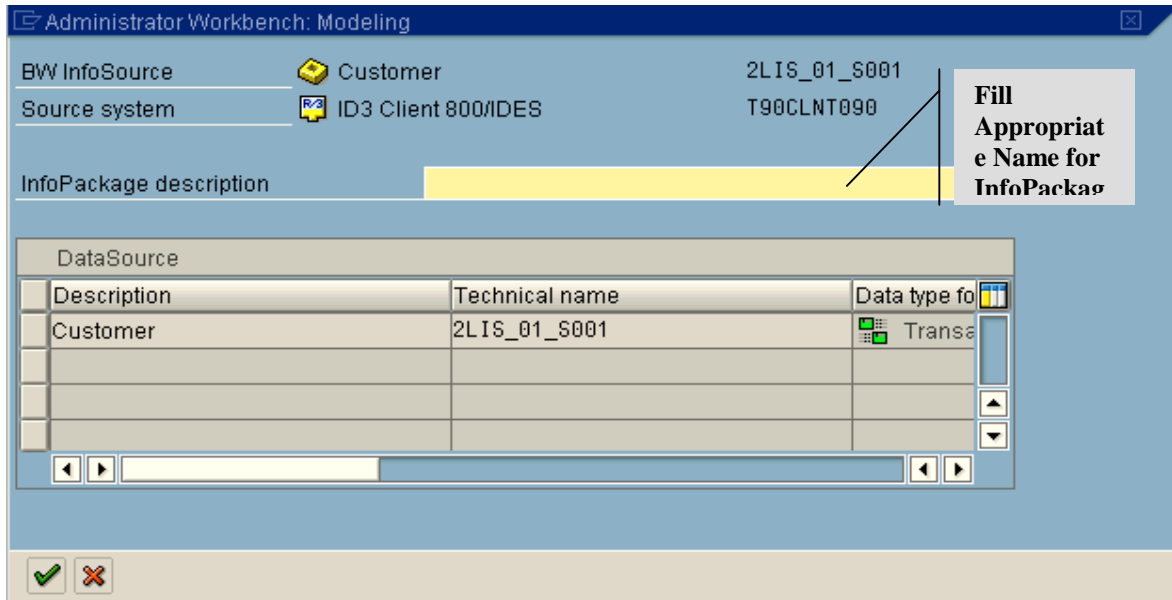 Administrator Workbench: Modeling
BW InfoSource Customer 2LIS_01_S001
Source system R/3 ID3 Client 800/IDES T90CLNT090
Fill
Appropriat
e Name for
InfoPackag
InfoPackage description
DataSource
Description Technical name Data type fo
Customer 2LIS_01_S001 Transa